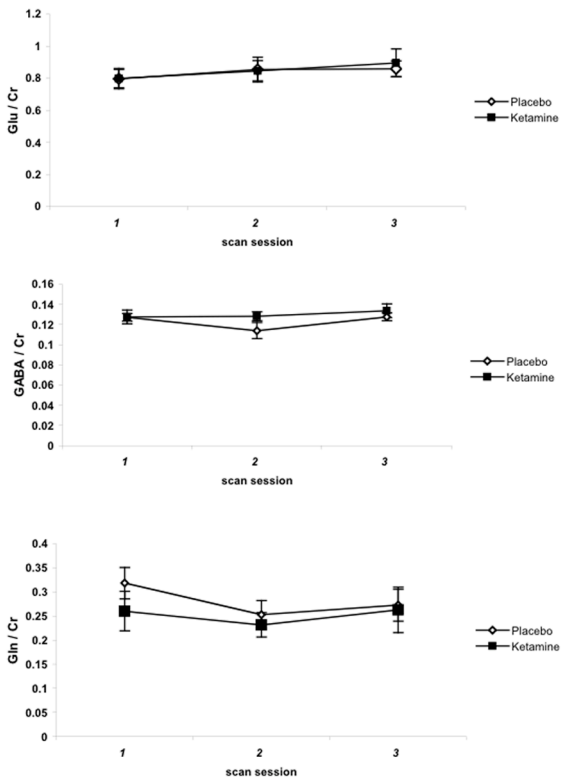 1.2
1
0.8
0.6
0.4
0.2
0
Glu / Cr
1 2 3
scan session
Placebo
Ketamine
0.16
0.14
0.12
0.1
0.08
0.06
0.04
0.02
0
GABA / Cr
1 2 3
scan session
Placebo
Ketamine
0.4
0.35
0.3
0.25
0.2
0.15
0.1
0.05
0
Gln / Cr
1 2 3
scan session
Placebo
Ketamine